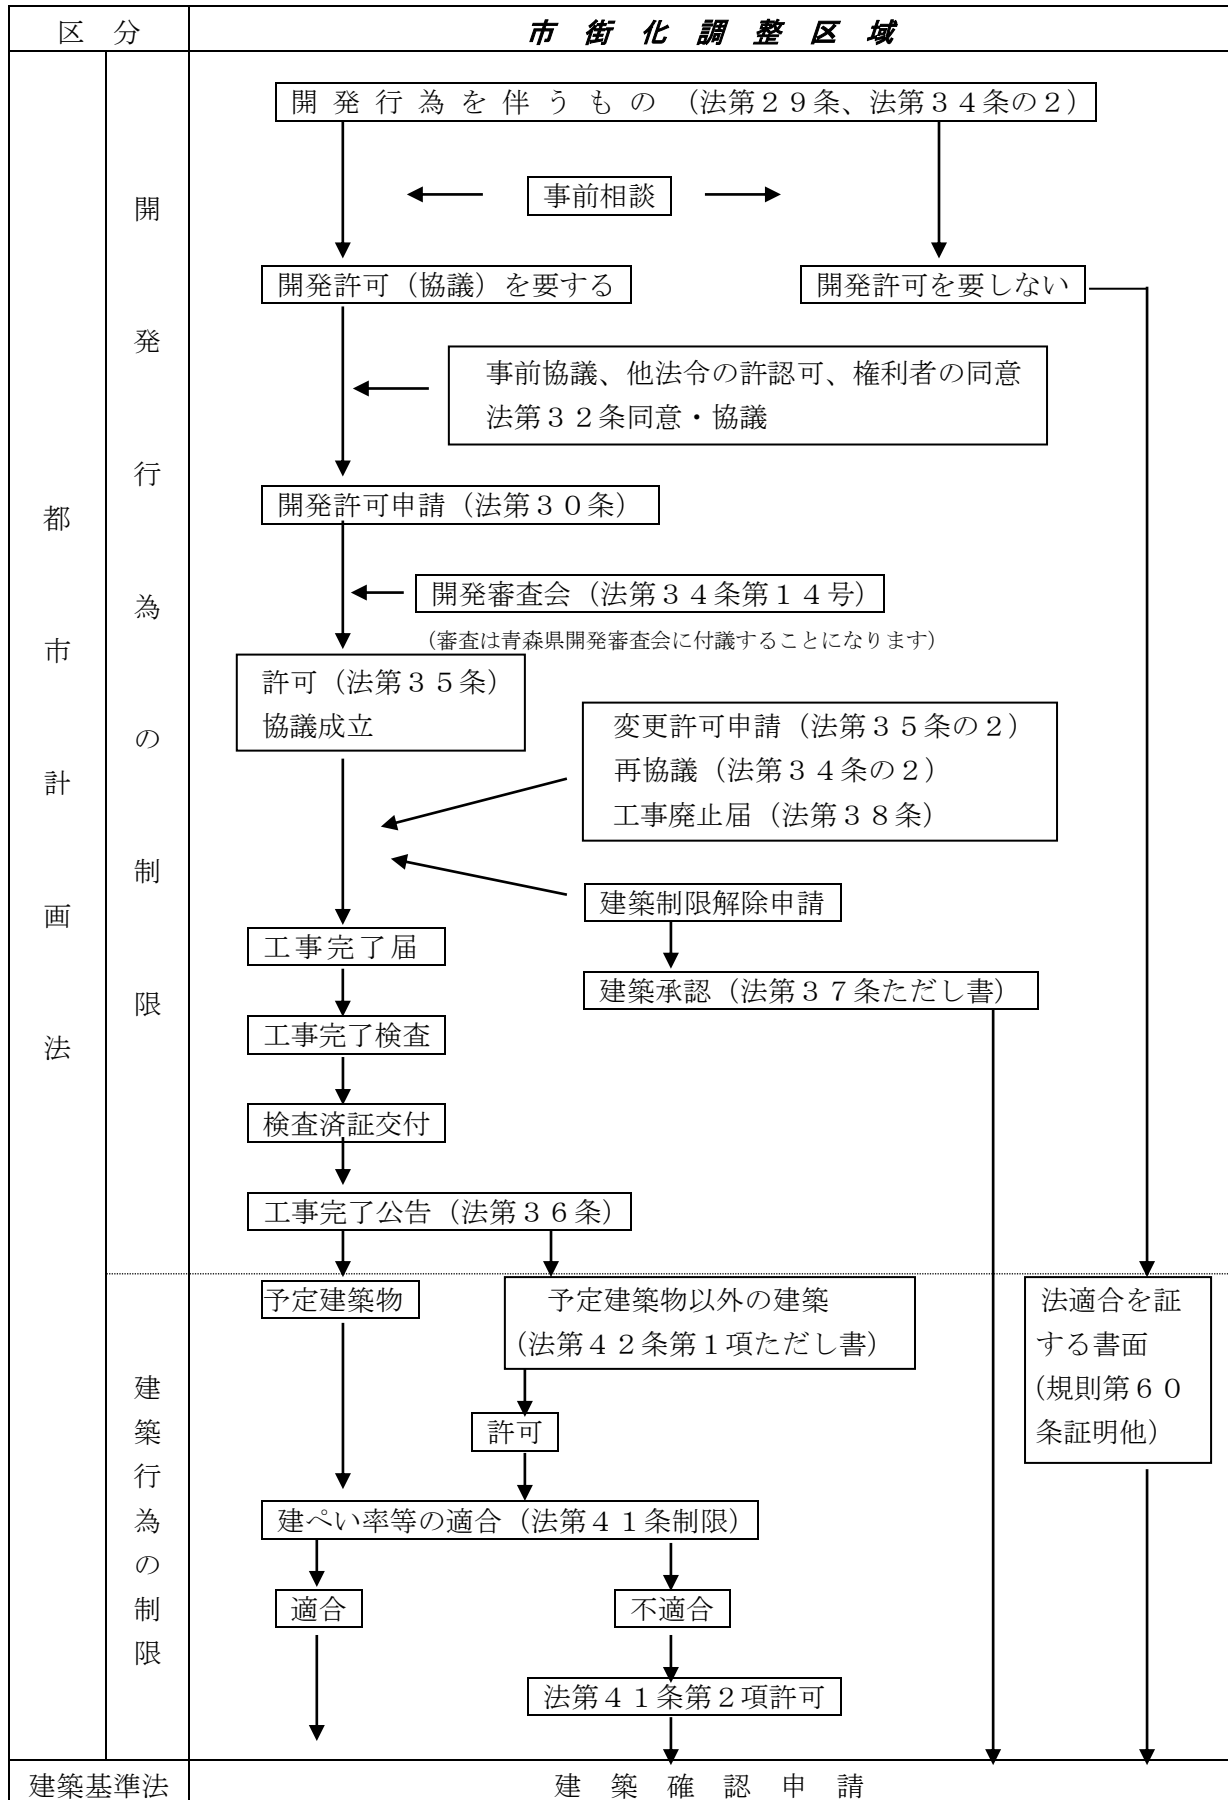 区　分
市　街　化　調　整　区　域
都市計画法
開発行為の制限
開 発 行 為 を 伴 う も の　（法第２９条、法第３４条の２）
事前相談
開発許可（協議）を要する
開発許可を要しない
事前協議、他法令の許認可、権利者の同意
法第３２条同意・協議
開発許可申請（法第３０条）
開発審査会（法第３４条第１４号）
（審査は青森県開発審査会に付議することになります）
許可（法第３５条）
協議成立
変更許可申請（法第３５条の２）
再協議（法第３４条の２）
工事廃止届（法第３８条）
建築制限解除申請
工事完了届
建築承認（法第３７条ただし書）
工事完了検査
検査済証交付
工事完了公告（法第３６条）
建築行為の制限
予定建築物
予定建築物以外の建築
（法第４２条第１項ただし書）
法適合を証
する書面
（規則第６０
条証明他）
許可
建ぺい率等の適合（法第４１条制限）
適合
不適合
法第４１条第２項許可
建築基準法
建　築　確　認　申　請